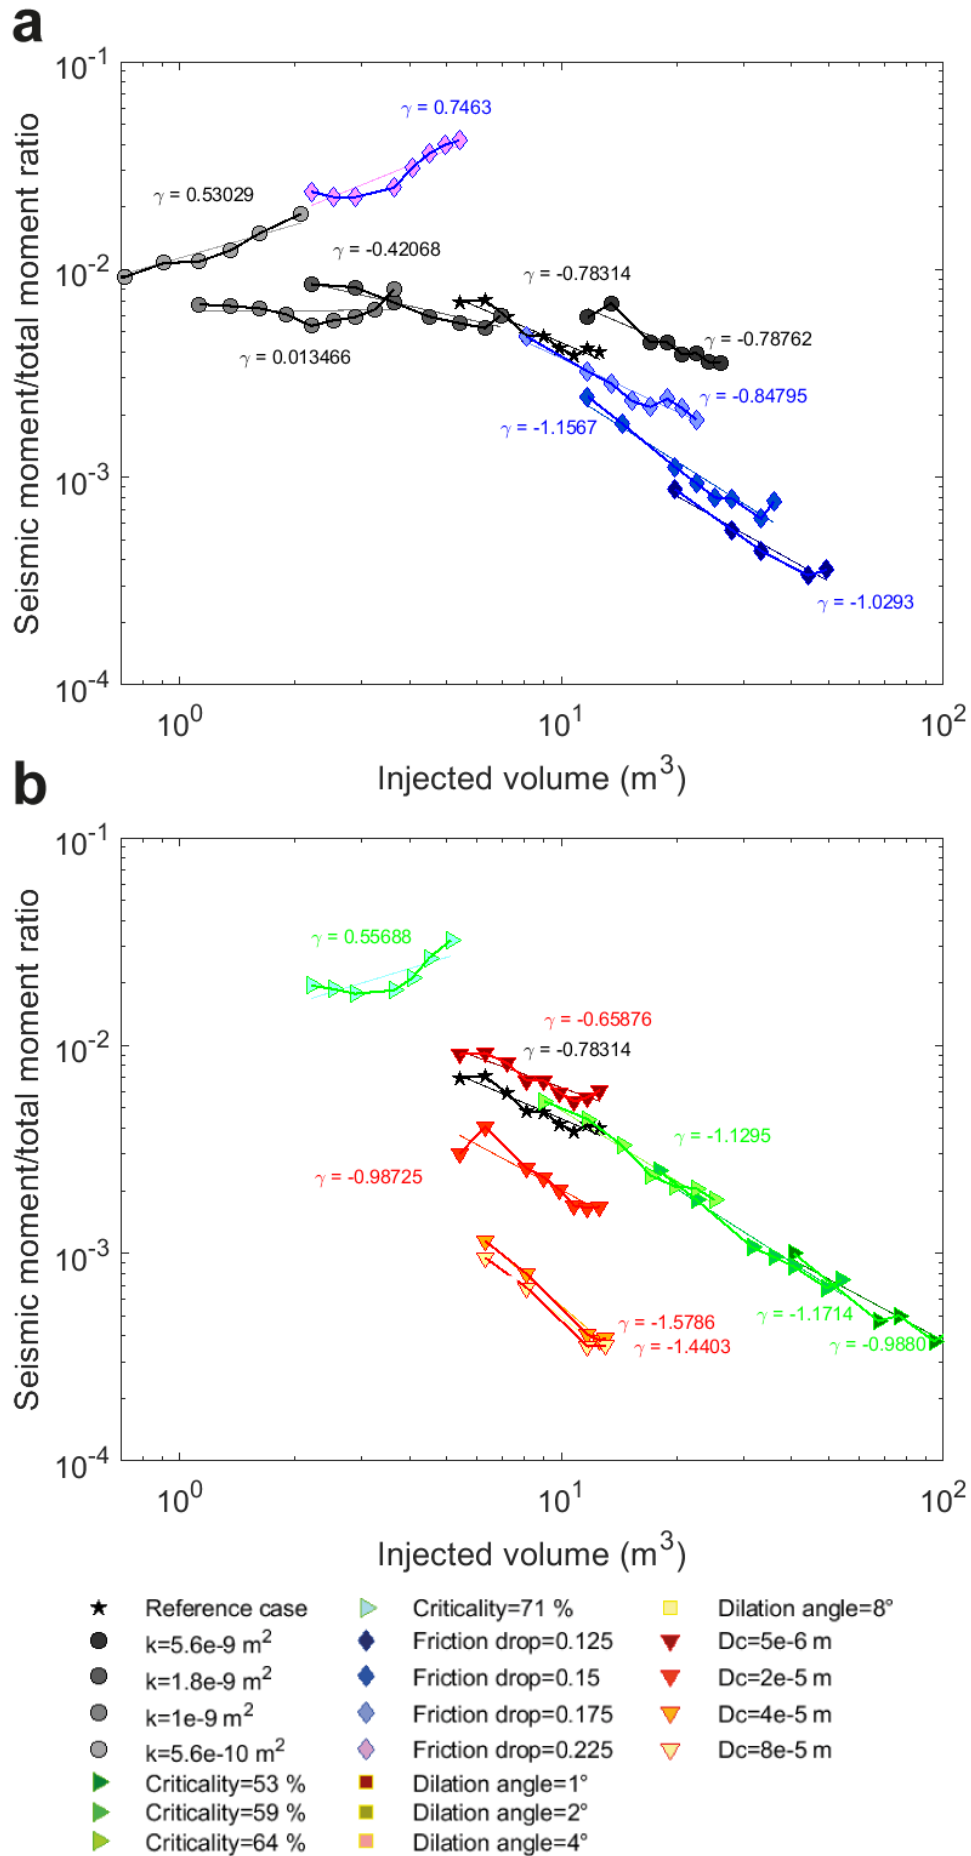 a
10^-1
γ = 0.7463
γ = 0.53029
γ = -0.42068
10^-2
γ = -0.78314
γ = -0.78762
γ = 0.013466
γ = -0.84795
γ = -1.1567
10^-3
γ = -1.0293
10^-4
Seismic moment/total moment ratio
10^0 10^1 10^2
Injected volume (m^3)
b
10^-1
γ = 0.55688
γ = -0.65876
10^-2
γ = -0.78314
γ = -1.1295
γ = -0.98725
10^-3
γ = -1.1714
γ = -1.5786
γ = -0.9880
γ = -1.4403
10^-4
Seismic moment/total moment ratio
10^0 10^1 10^2
Injected volume (m^3)
Reference case
k=5.6e-9 m^2
k=1.8e-9 m^2
k=1e-9 m^2
k=5.6e-10 m^2
Criticality=53 %
Criticality=59 %
Criticality=64 %
Criticality=71 %
Friction drop=0.125
Friction drop=0.15
Friction drop=0.175
Friction drop=0.225
Dilation angle=1°
Dilation angle=2°
Dilation angle=4°
Dilation angle=8°
Dc=5e-6 m
Dc=2e-5 m
Dc=4e-5 m
Dc=8e-5 m